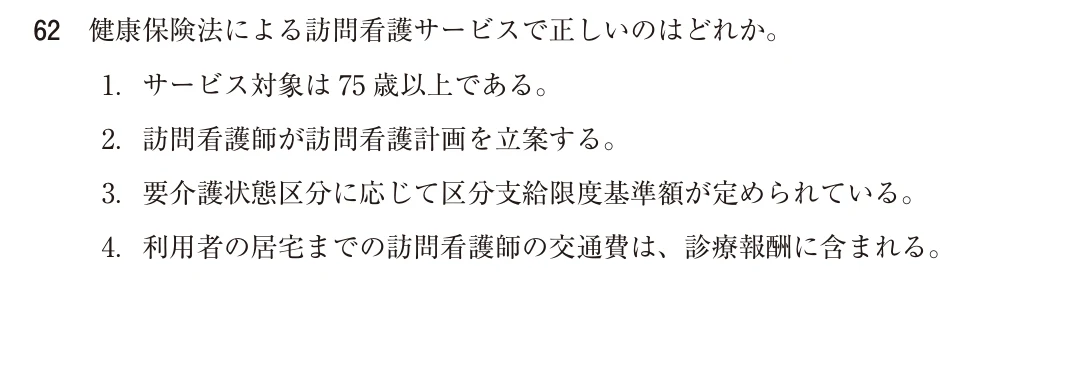 62 健康保険法による訪問看護サービスで正しいのはどれか。
1. サービス対象は 75 歳以上である。
2. 訪問看護師が訪問看護計画を立案する。
3. 要介護状態区分に応じて区分支給限度基準額が定められている。
4. 利用者の居宅までの訪問看護師の交通費は、診療報酬に含まれる。